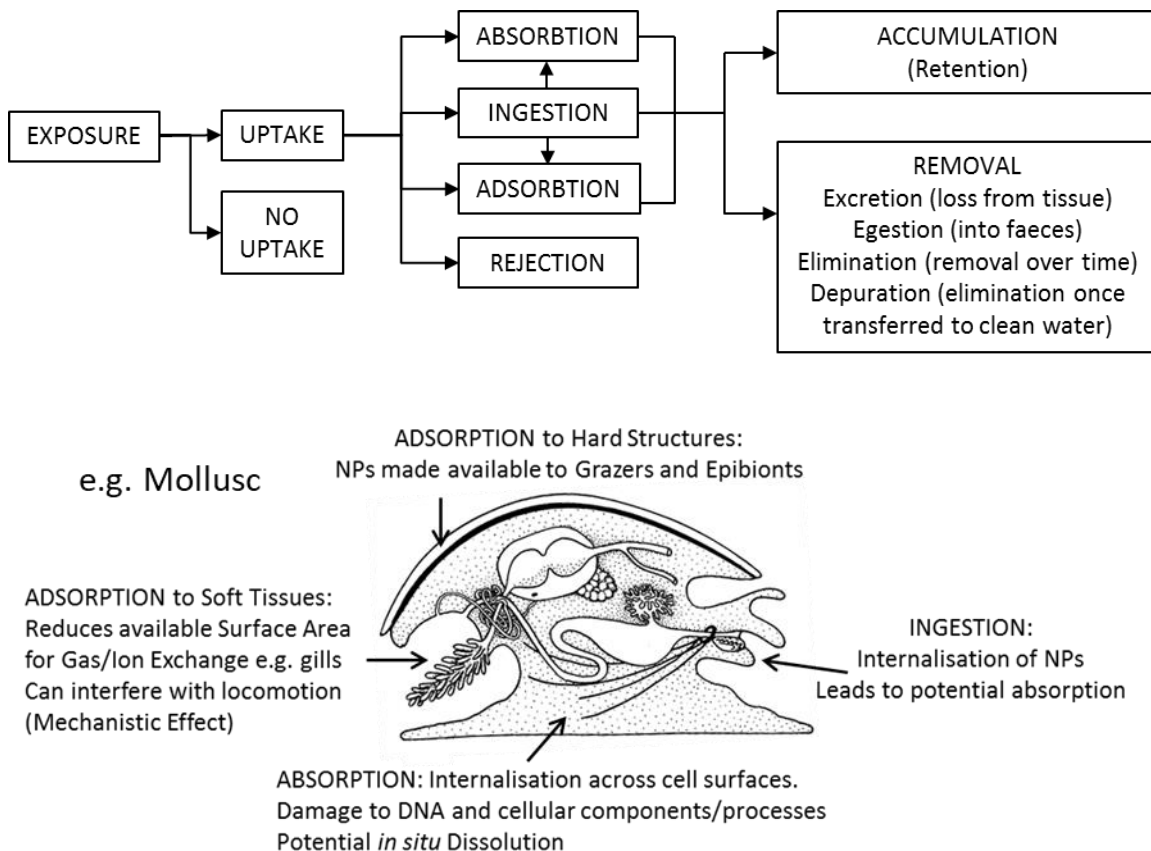 EXPOSURE
UPTAKE
NO
UPTAKE
ABSORBTION
INGESTION
ADSORBTION
REJECTION
ACCUMULATION
(Retention)
REMOVAL
Excretion (loss from tissue)
Egestion (into faeces)
Elimination (removal over time)
Depuration (elimination once
transferred to clean water)
e.g. Mollusc
ADSORPTION to Hard Structures:
NPs made available to Grazers and Epibionts
ADSORPTION to Soft Tissues:
Reduces available Surface Area
for Gas/Ion Exchange e.g. gills
Can interfere with locomotion
(Mechanistic Effect)
INGESTION:
Internalisation of NPs
Leads to potential absorption
ABSORPTION: Internalisation across cell surfaces.
Damage to DNA and cellular components/processes
Potential in situ Dissolution